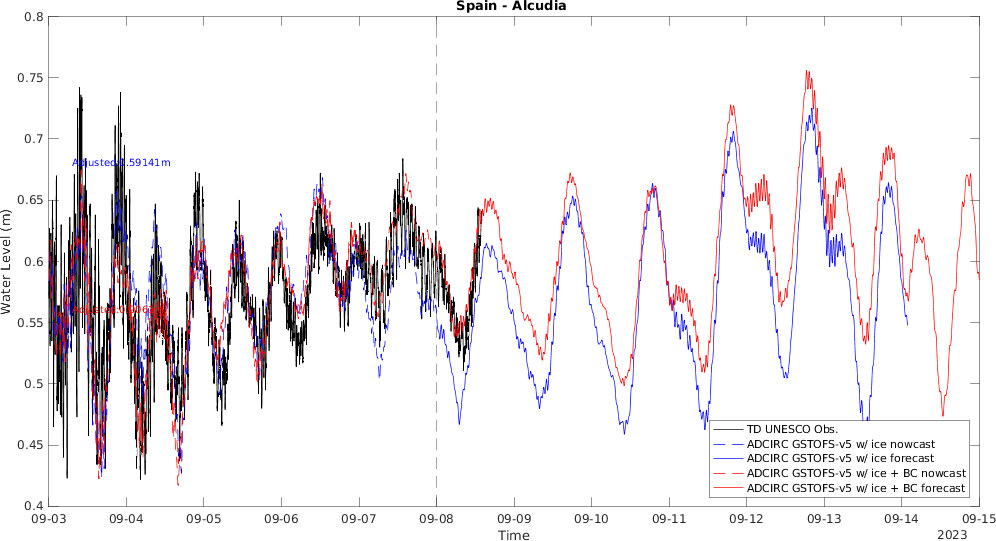 Spain - Alcudia
Water Level (m)
0.8
0.75
0.7
0.65
0.6
0.55
0.5
0.45
0.4
TD UNESCO Obs.
ADCIRC GSTOFS-v5 w/ ice nowcast
ADCIRC GSTOFS-v5 w/ ice forecast
ADCIRC GSTOFS-v5 w/ ice + BC nowcast
ADCIRC GSTOFS-v5 w/ ice + BC forecast
09-03 09-04 09-05 09-06 09-07 09-08 09-09 09-10 09-11 09-12 09-13 09-14 09-15
Time
2023